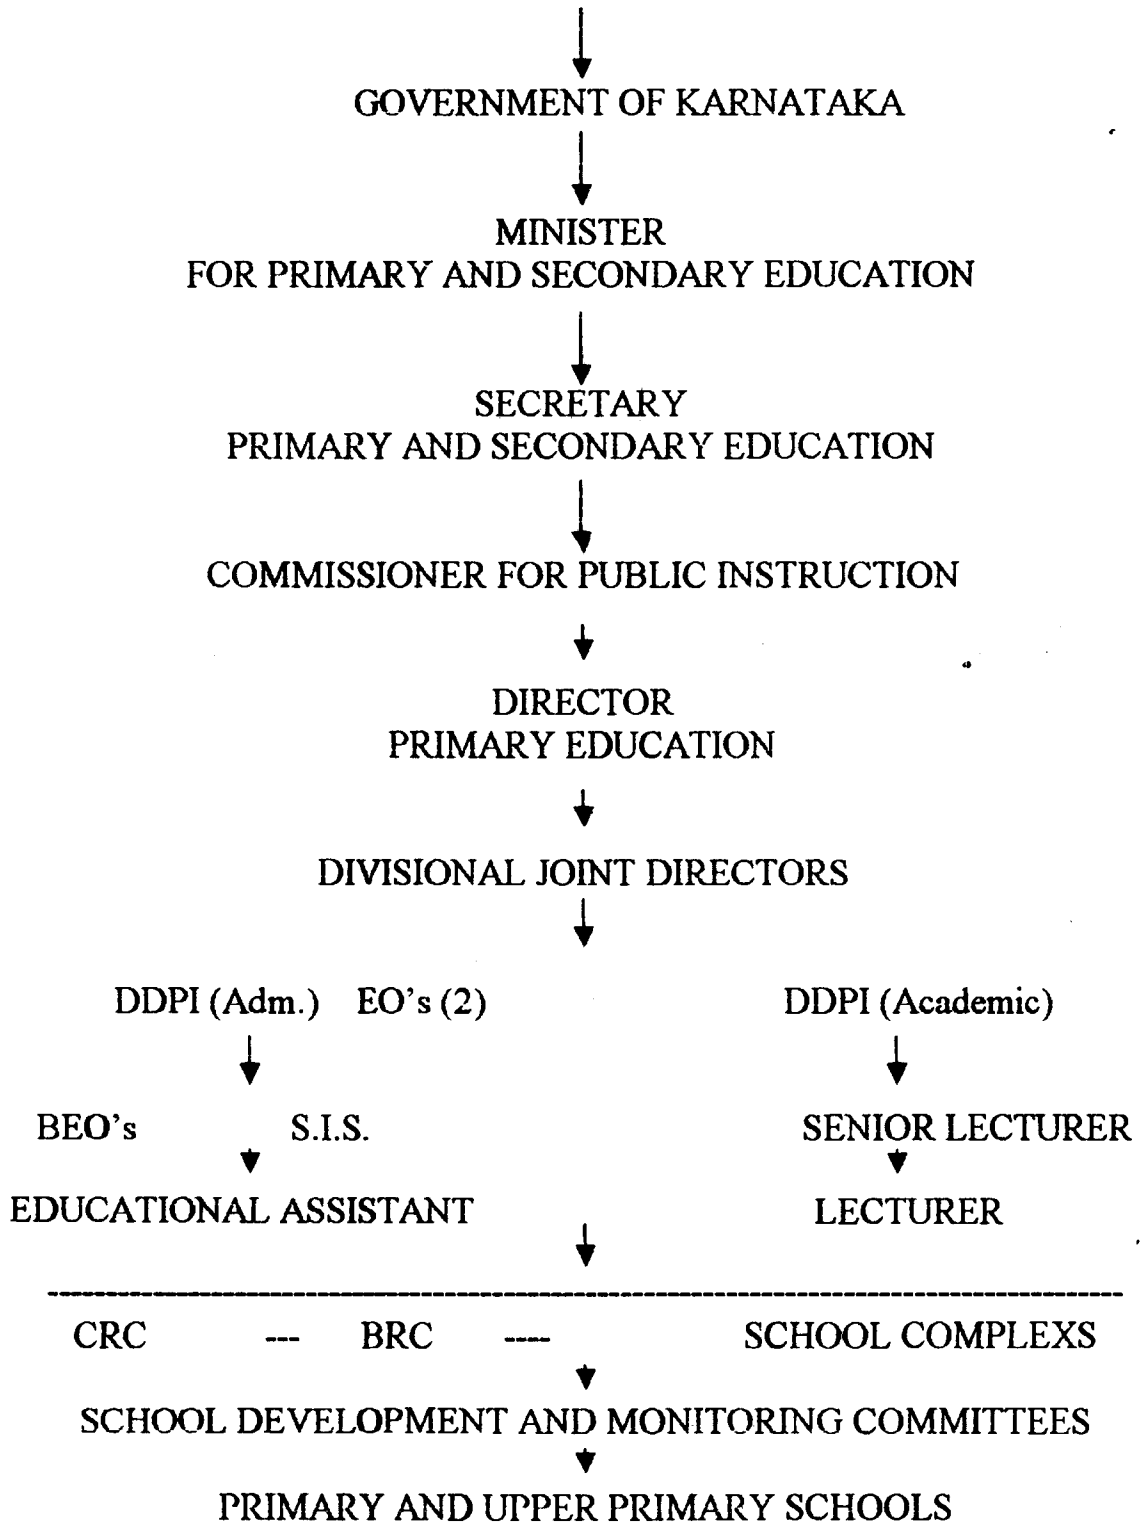 GOVERNMENT OF KARNATAKA
MINISTER
FOR PRIMARY AND SECONDARY EDUCATION
SECRETARY
PRIMARY AND SECONDARY EDUCATION
COMMISSIONER FOR PUBLIC INSTRUCTION
DIRECTOR
PRIMARY EDUCATION
DIVISIONAL JOINT DIRECTORS
DDPI (Adm.) EO's (2) DDPI (Academic)
BEO's S.I.S. SENIOR LECTURER
EDUCATIONAL ASSISTANT LECTURER
CRC --- BRC ---- SCHOOL COMPLEXS
SCHOOL DEVELOPMENT AND MONITORING COMMITTEES
PRIMARY AND UPPER PRIMARY SCHOOLS